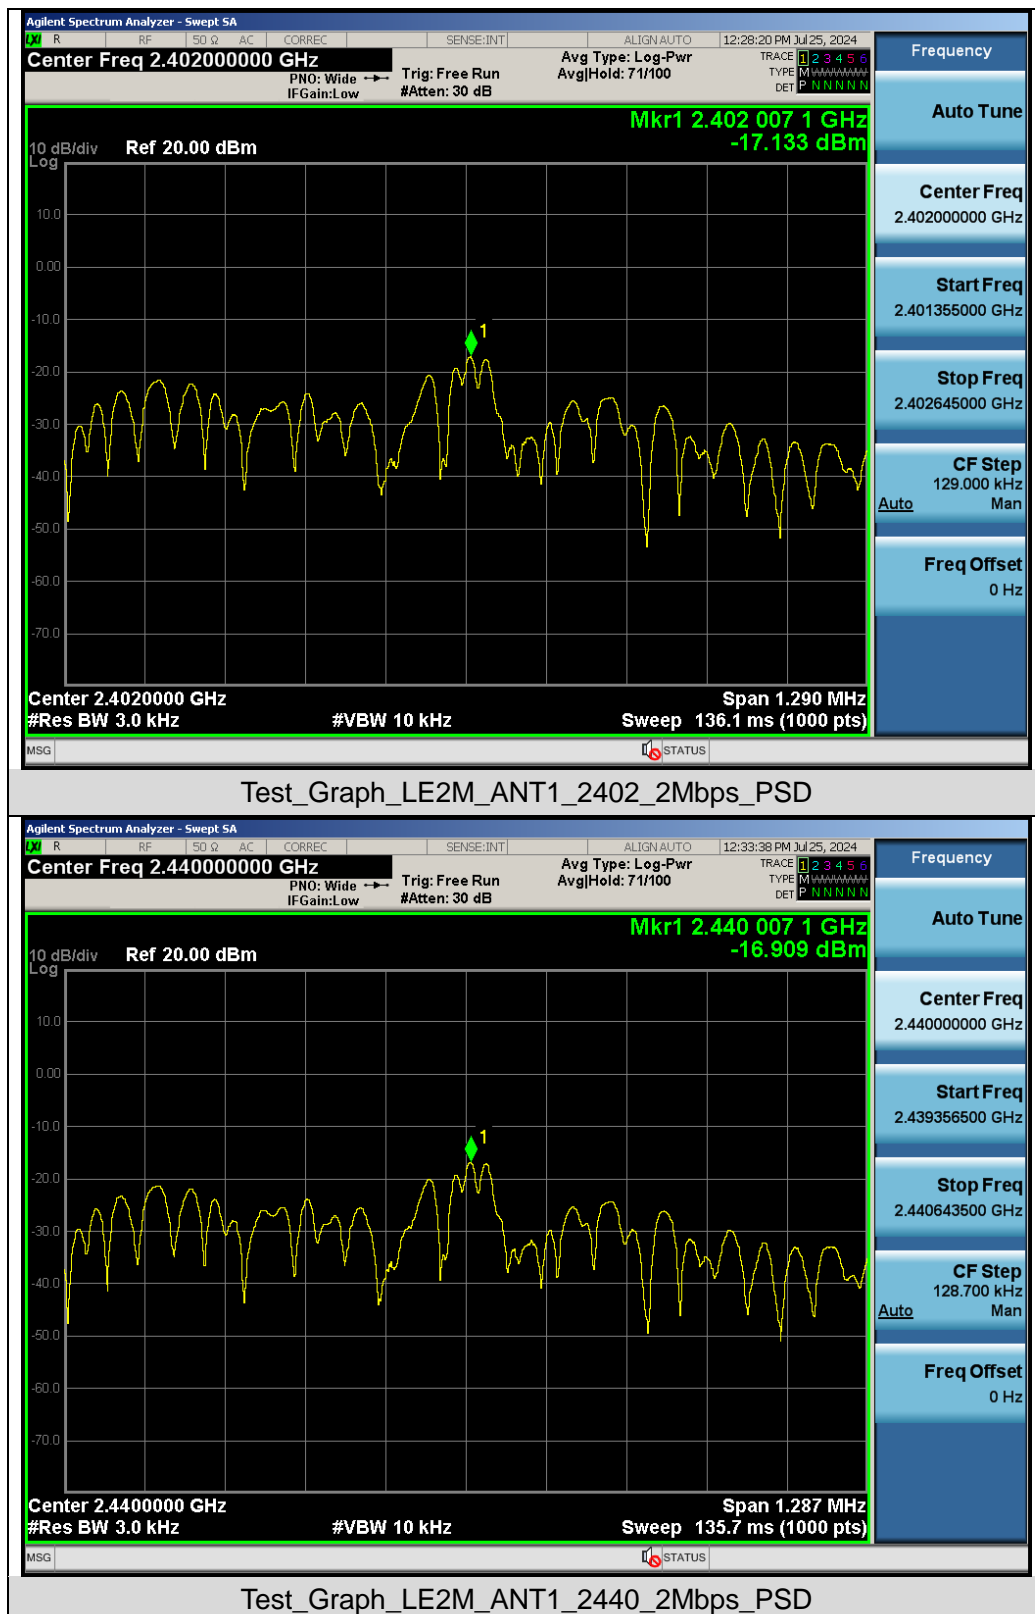 Agilent Spectrum Analyzer - Swept SA
LXI R RF 50 Ω AC CORREC SENSE:INT ALIGN AUTO 12:28:20 PM Jul 25, 2024
Center Freq 2.402000000 GHz
PNO: Wide
IFGain:Low
Trig: Free Run
#Atten: 30 dB
Avg Type: Log-Pwr
Avg|Hold: 71/100
TRACE 1 2 3 4 5 6
TYPE M
DET P N N N N N
Mkr1 2.402 007 1 GHz
-17.133 dBm
10 dB/div Ref 20.00 dBm
Log
10.0
0.00
-10.0
1
-20.0
-30.0
-40.0
-50.0
-60.0
-70.0
Center 2.4020000 GHz Span 1.290 MHz
#Res BW 3.0 kHz #VBW 10 kHz Sweep 136.1 ms (1000 pts)
MSG STATUS
Frequency
Auto Tune
Center Freq
2.402000000 GHz
Start Freq
2.401355000 GHz
Stop Freq
2.402645000 GHz
CF Step
129.000 kHz
Auto Man
Freq Offset
0 Hz
Test_Graph_LE2M_ANT1_2402_2Mbps_PSD
Agilent Spectrum Analyzer - Swept SA
LXI R RF 50 Ω AC CORREC SENSE:INT ALIGN AUTO 12:33:38 PM Jul 25, 2024
Center Freq 2.440000000 GHz
PNO: Wide
IFGain:Low
Trig: Free Run
#Atten: 30 dB
Avg Type: Log-Pwr
Avg|Hold: 71/100
TRACE 1 2 3 4 5 6
TYPE M
DET P N N N N N
Mkr1 2.440 007 1 GHz
-16.909 dBm
10 dB/div Ref 20.00 dBm
Log
10.0
0.00
-10.0
1
-20.0
-30.0
-40.0
-50.0
-60.0
-70.0
Center 2.4400000 GHz Span 1.287 MHz
#Res BW 3.0 kHz #VBW 10 kHz Sweep 135.7 ms (1000 pts)
MSG STATUS
Frequency
Auto Tune
Center Freq
2.440000000 GHz
Start Freq
2.439356500 GHz
Stop Freq
2.440643500 GHz
CF Step
128.700 kHz
Auto Man
Freq Offset
0 Hz
Test_Graph_LE2M_ANT1_2440_2Mbps_PSD